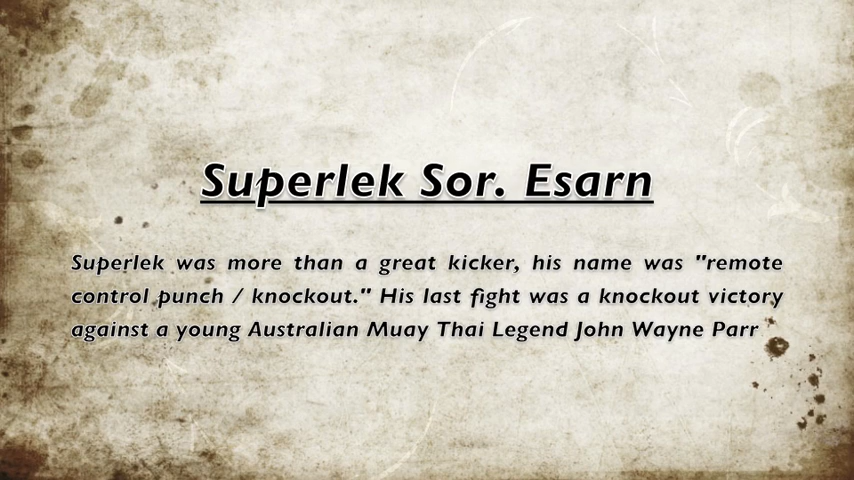 Superlek Sor. Esarn
Superlek was more than a great kicker, his name was "remote
control punch / knockout." His last fight was a knockout victory
against a young Australian Muay Thai Legend John Wayne Parr